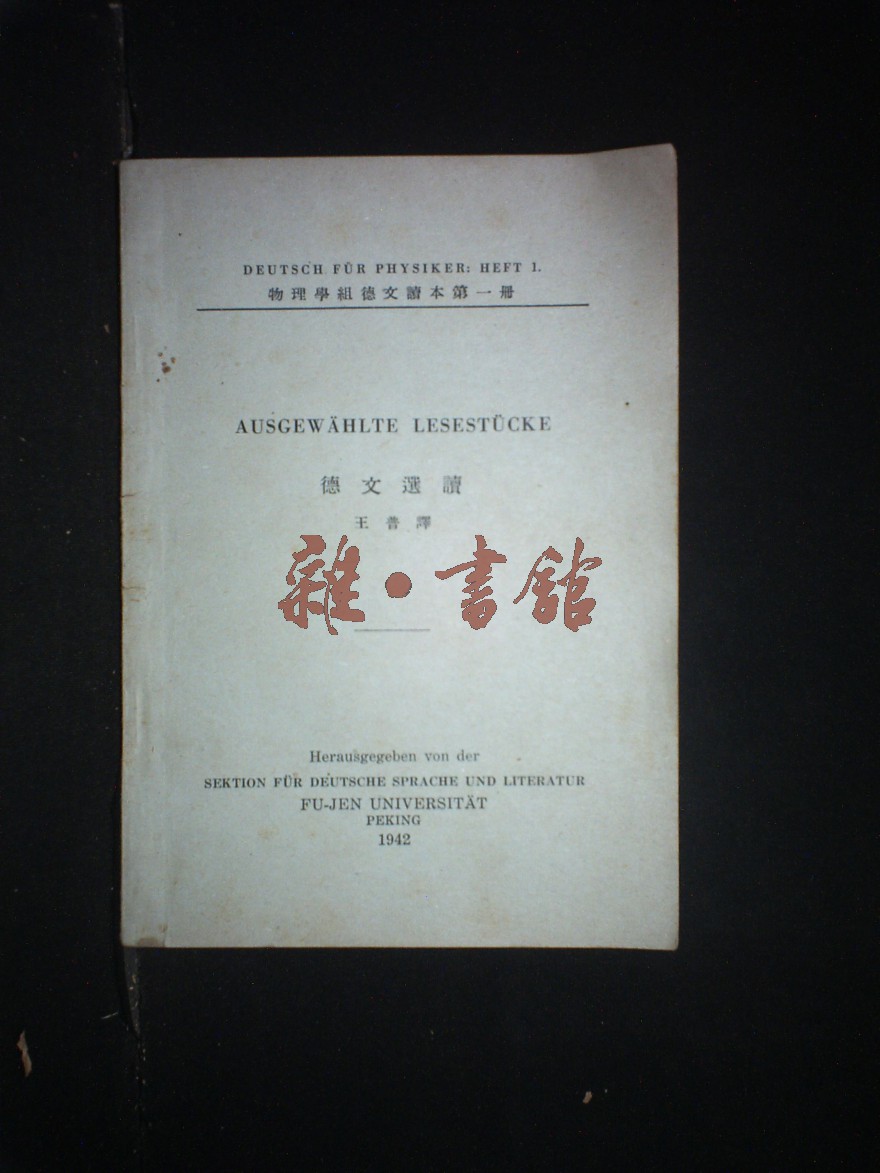 DEUTSCH FÜR PHYSIKER: HEFT 1.
物理學組德文讀本第一冊
AUSGEWÄHLTE LESESTÜCKE
德文選讀
王普譯
雜•書館
Herausgegeben von der
SEKTION FÜR DEUTSCHE SPRACHE UND LITERATUR
FU-JEN UNIVERSITÄT
PEKING
1942